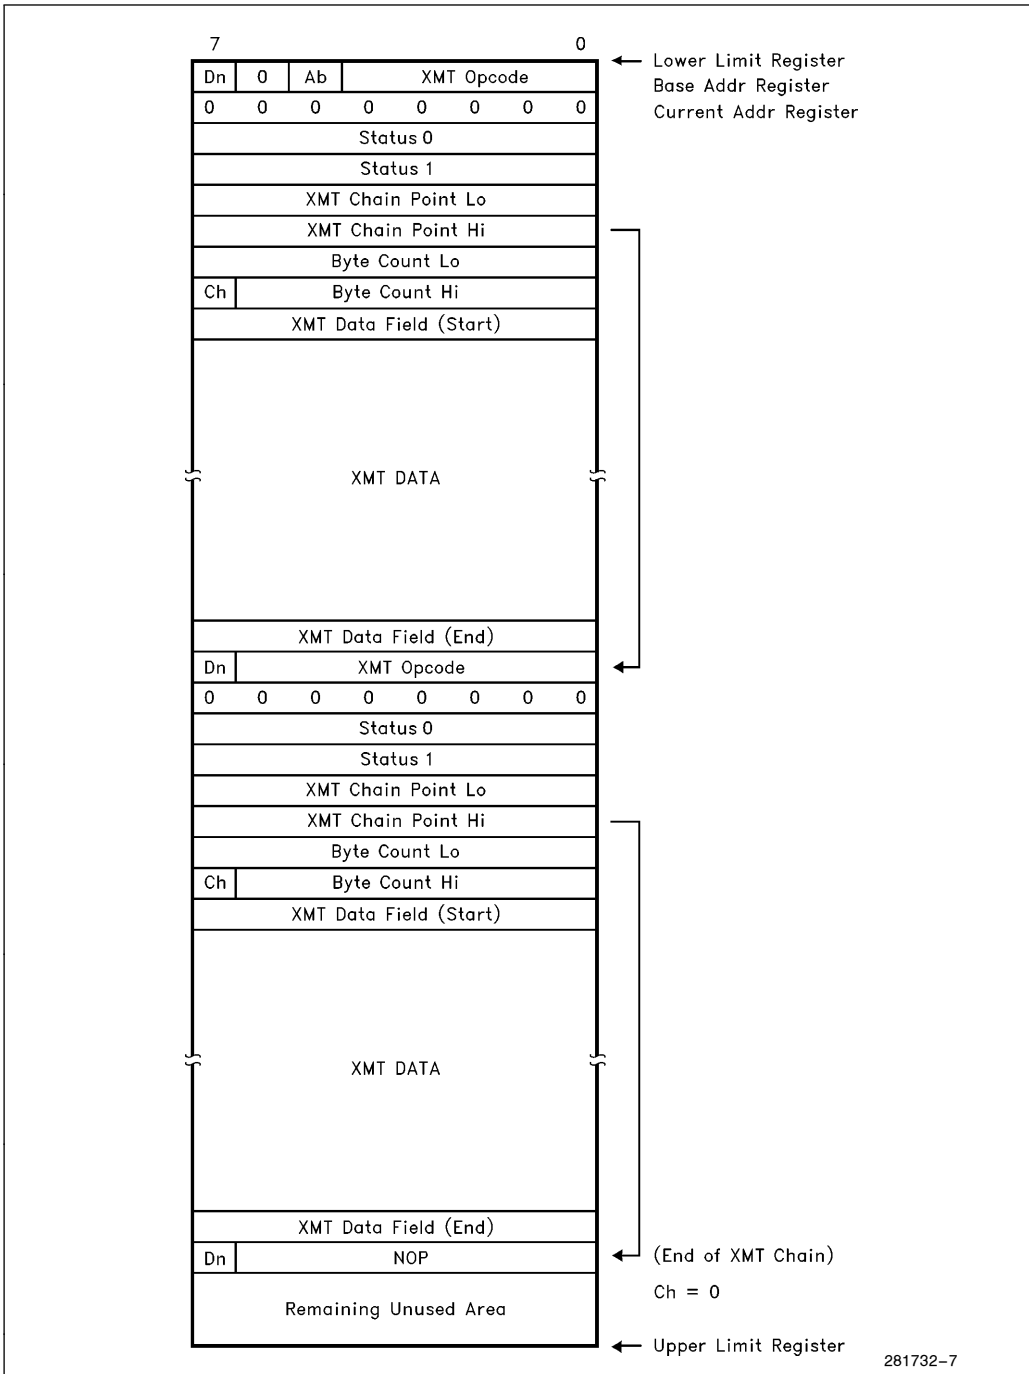 7 0
Lower Limit Register
Dn 0 Ab XMT Opcode
Base Addr Register
0 0 0 0 0 0 0 0
Current Addr Register
Status 0
Status 1
XMT Chain Point Lo
XMT Chain Point Hi
Byte Count Lo
Ch Byte Count Hi
XMT Data Field (Start)
XMT DATA
XMT Data Field (End)
Dn XMT Opcode
0 0 0 0 0 0 0 0
Status 0
Status 1
XMT Chain Point Lo
XMT Chain Point Hi
Byte Count Lo
Ch Byte Count Hi
XMT Data Field (Start)
XMT DATA
XMT Data Field (End)
Dn NOP
(End of XMT Chain)
Ch = 0
Remaining Unused Area
Upper Limit Register
281732-7